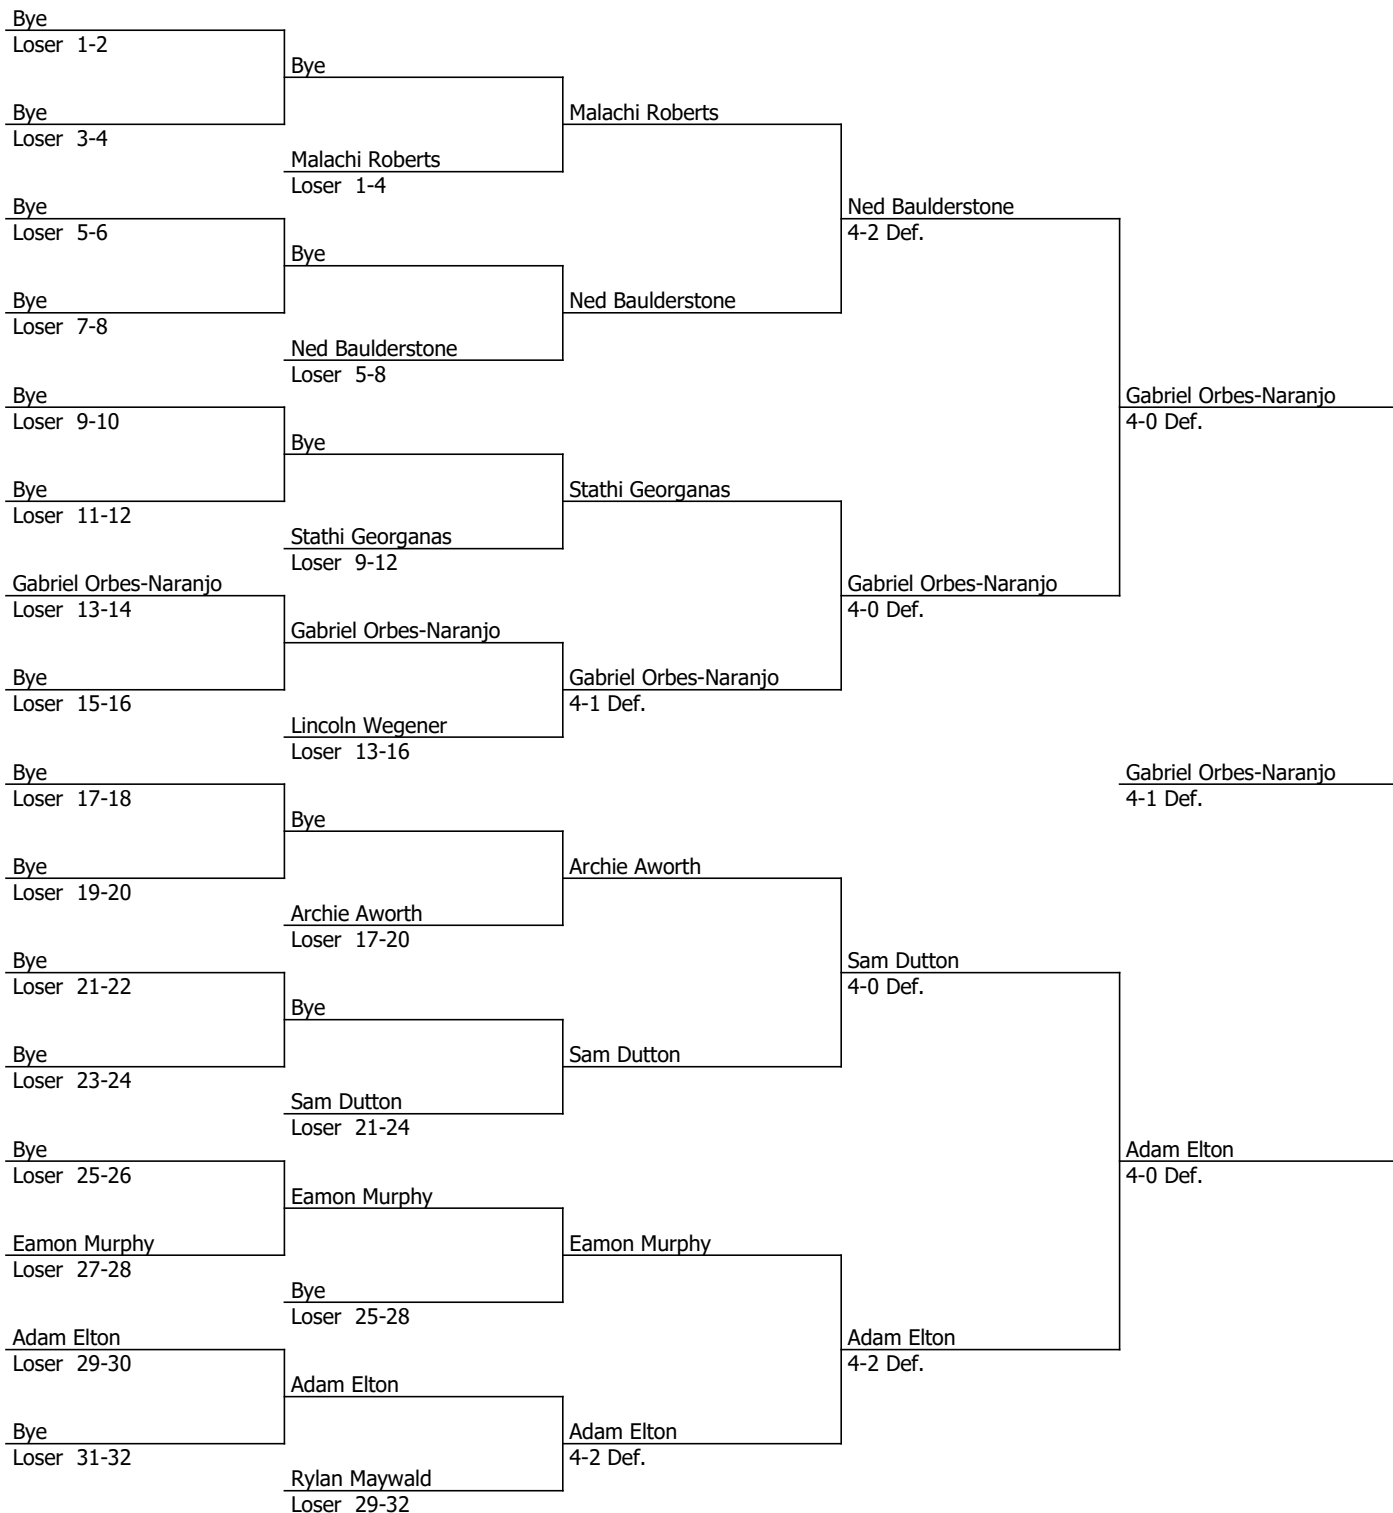 Bye
Loser 1-2
Bye
Loser 3-4
Bye
Loser 5-6
Bye
Loser 7-8
Bye
Loser 9-10
Bye
Loser 11-12
Gabriel Orbes-Naranjo
Loser 13-14
Bye
Loser 15-16
Bye
Loser 17-18
Bye
Loser 19-20
Bye
Loser 21-22
Bye
Loser 23-24
Bye
Loser 25-26
Eamon Murphy
Loser 27-28
Adam Elton
Loser 29-30
Bye
Loser 31-32
Bye
Malachi Roberts
Loser 1-4
Bye
Ned Baulderstone
Loser 5-8
Bye
Stathi Georganas
Loser 9-12
Gabriel Orbes-Naranjo
Lincoln Wegener
Loser 13-16
Bye
Archie Aworth
Loser 17-20
Bye
Sam Dutton
Loser 21-24
Eamon Murphy
Bye
Loser 25-28
Adam Elton
Rylan Maywald
Loser 29-32
Malachi Roberts
Ned Baulderstone
Stathi Georganas
Gabriel Orbes-Naranjo
4-1 Def.
Archie Aworth
Sam Dutton
Eamon Murphy
Adam Elton
4-2 Def.
Ned Baulderstone
4-2 Def.
Gabriel Orbes-Naranjo
4-0 Def.
Sam Dutton
4-0 Def.
Adam Elton
4-2 Def.
Gabriel Orbes-Naranjo
4-0 Def.
Gabriel Orbes-Naranjo
4-1 Def.
Adam Elton
4-0 Def.